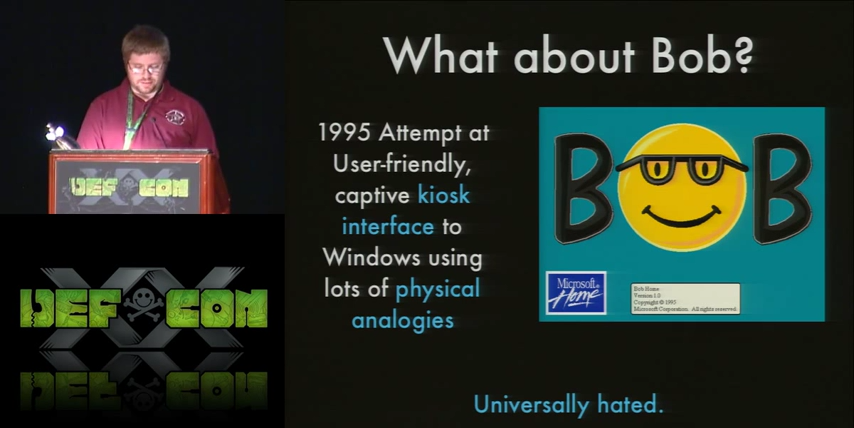 What about Bob?
1995 Attempt at
User-friendly,
captive kiosk
interface to
Windows using
lots of physical
analogies
BOB
Microsoft
Home
Bob Home
Version 1.0
Copyright © 1995
Microsoft Corporation. All rights reserved.
Universally hated.
DEF CON
XX
DEF CON